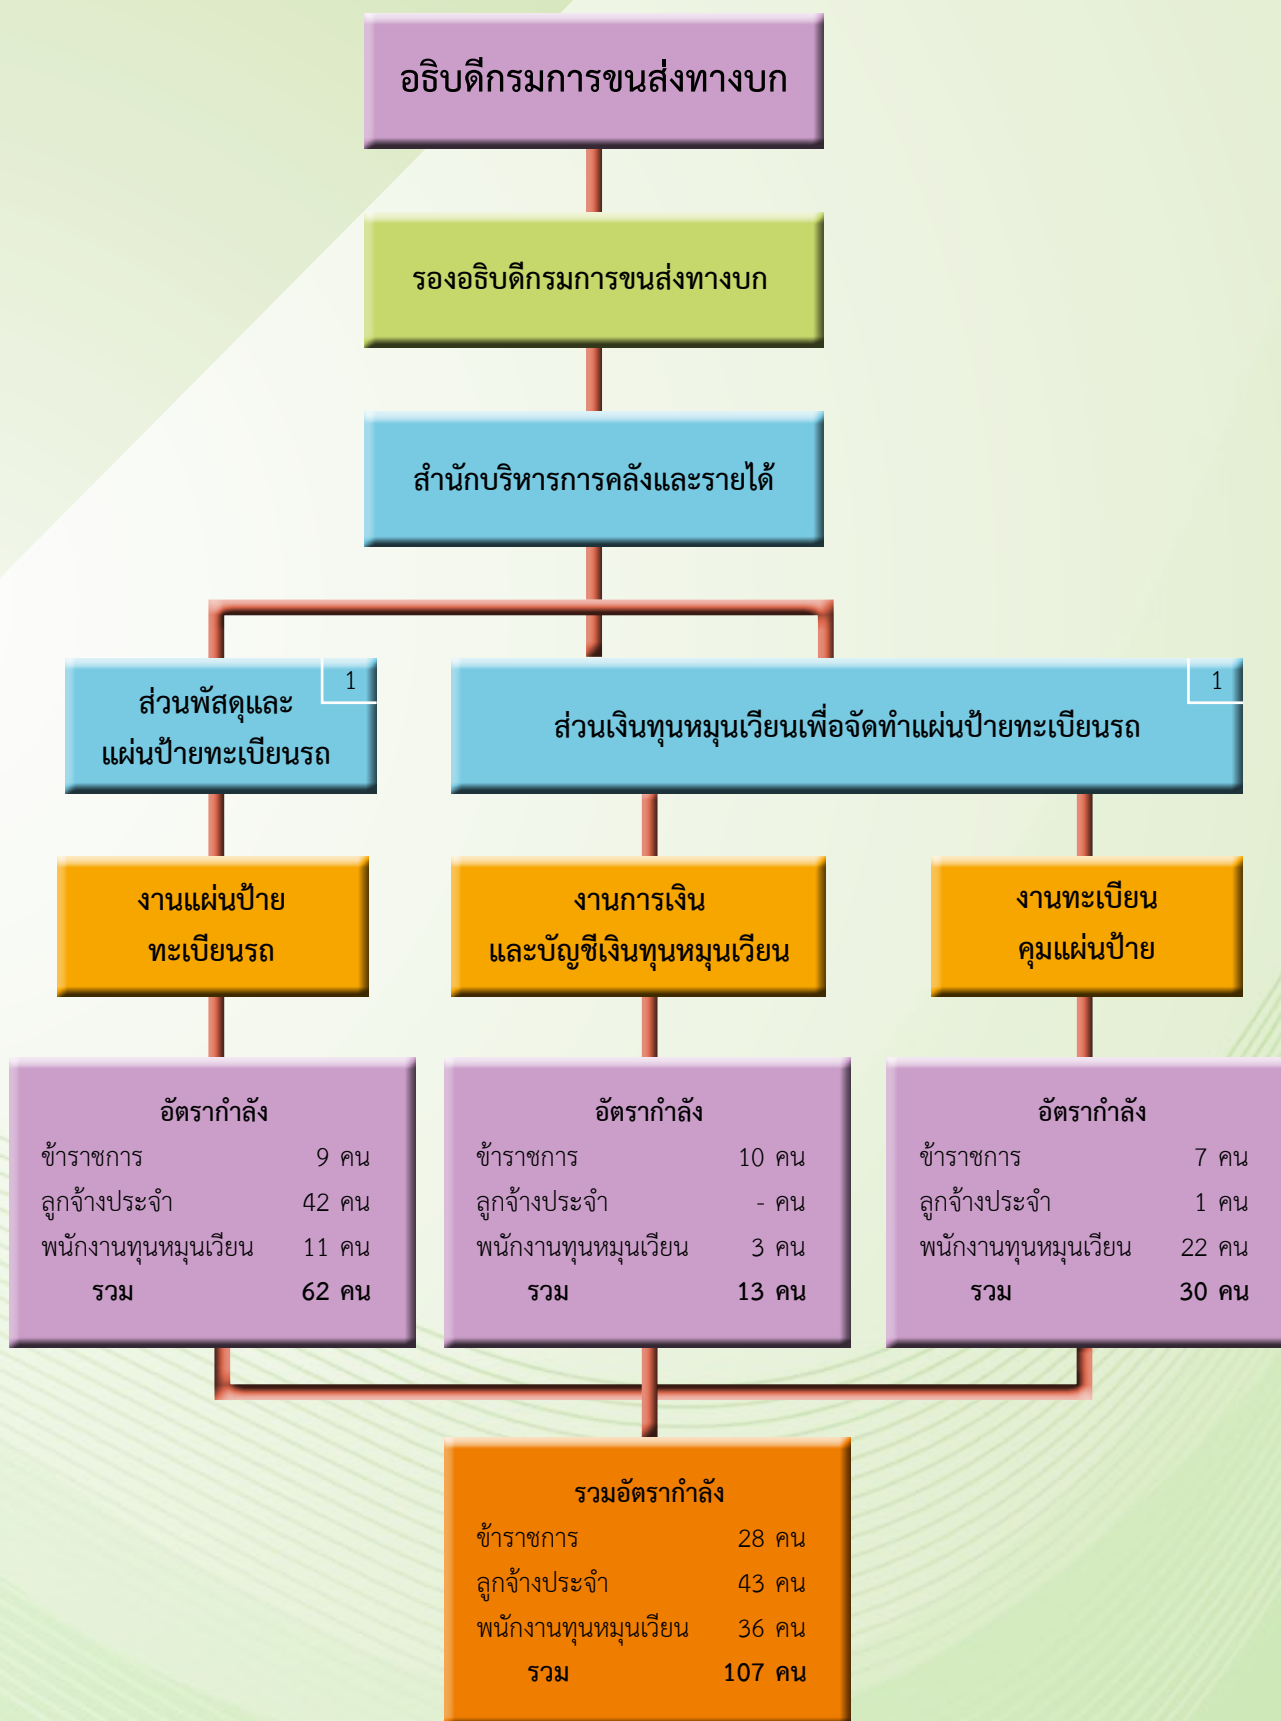 อธิบดีกรมการขนส่งทางบก
รองอธิบดีกรมการขนส่งทางบก
สำนักบริหารการคลังและรายได้
1
ส่วนพัสดุและ
แผ่นป้ายทะเบียนรถ
1
ส่วนเงินทุนหมุนเวียนเพื่อจัดทำแผ่นป้ายทะเบียนรถ
งานแผ่นป้าย
ทะเบียนรถ
งานการเงิน
และบัญชีเงินทุนหมุนเวียน
งานทะเบียน
คุมแผ่นป้าย
อัตรากำลัง
ข้าราชการ 9 คน
ลูกจ้างประจำ 42 คน
พนักงานทุนหมุนเวียน 11 คน
รวม 62 คน
อัตรากำลัง
ข้าราชการ 10 คน
ลูกจ้างประจำ - คน
พนักงานทุนหมุนเวียน 3 คน
รวม 13 คน
อัตรากำลัง
ข้าราชการ 7 คน
ลูกจ้างประจำ 1 คน
พนักงานทุนหมุนเวียน 22 คน
รวม 30 คน
รวมอัตรากำลัง
ข้าราชการ 28 คน
ลูกจ้างประจำ 43 คน
พนักงานทุนหมุนเวียน 36 คน
รวม 107 คน